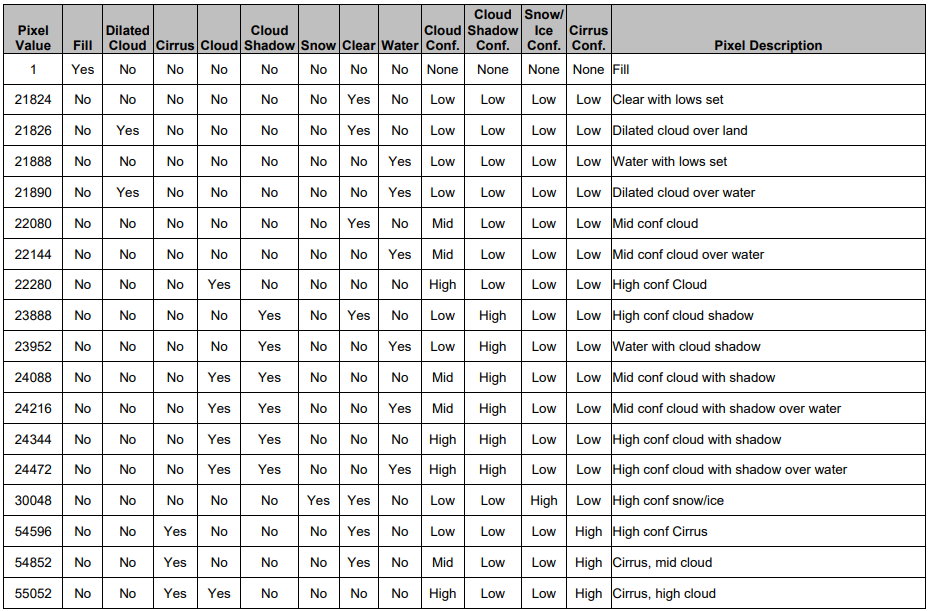 Pixel Value Fill Dilated Cloud Cirrus Cloud Cloud Shadow Snow Clear Water Cloud Conf. Cloud Shadow Conf. Snow/ Ice Conf. Cirrus Conf. Pixel Description
1 Yes No No No No No No No None None None None Fill
21824 No No No No No No Yes No Low Low Low Low Clear with lows set
21826 No Yes No No No No Yes No Low Low Low Low Dilated cloud over land
21888 No No No No No No No Yes Low Low Low Low Water with lows set
21890 No Yes No No No No No Yes Low Low Low Low Dilated cloud over water
22080 No No No No No No Yes No Mid Low Low Low Mid conf cloud
22144 No No No No No No No Yes Mid Low Low Low Mid conf cloud over water
22280 No No No Yes No No No No High Low Low Low High conf Cloud
23888 No No No No Yes No Yes No Low High Low Low High conf cloud shadow
23952 No No No No Yes No No Yes Low High Low Low Water with cloud shadow
24088 No No No Yes Yes No No No Mid High Low Low Mid conf cloud with shadow
24216 No No No Yes Yes No No Yes Mid High Low Low Mid conf cloud with shadow over water
24344 No No No Yes Yes No No No High High Low Low High conf cloud with shadow
24472 No No No Yes Yes No No Yes High High Low Low High conf cloud with shadow over water
30048 No No No No No Yes Yes No Low Low High Low High conf snow/ice
54596 No No Yes No No No Yes No Low Low Low High High conf Cirrus
54852 No No Yes No No No Yes No Mid Low Low High Cirrus, mid cloud
55052 No No Yes Yes No No No No High Low Low High Cirrus, high cloud